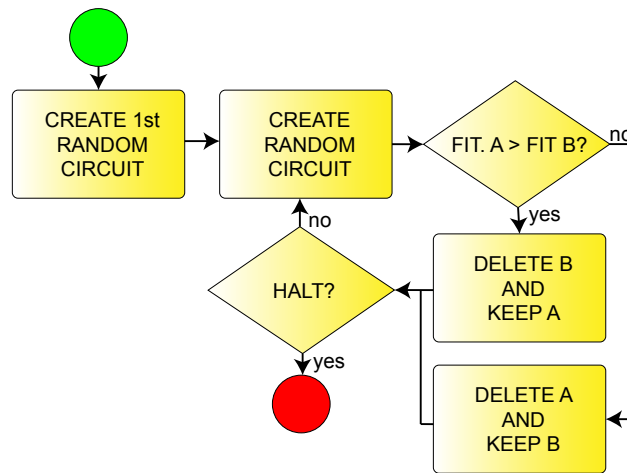 CREATE 1st
RANDOM
CIRCUIT
CREATE
RANDOM
CIRCUIT
FIT. A > FIT B?
no
yes
DELETE B
AND
KEEP A
no
HALT?
yes
DELETE A
AND
KEEP B